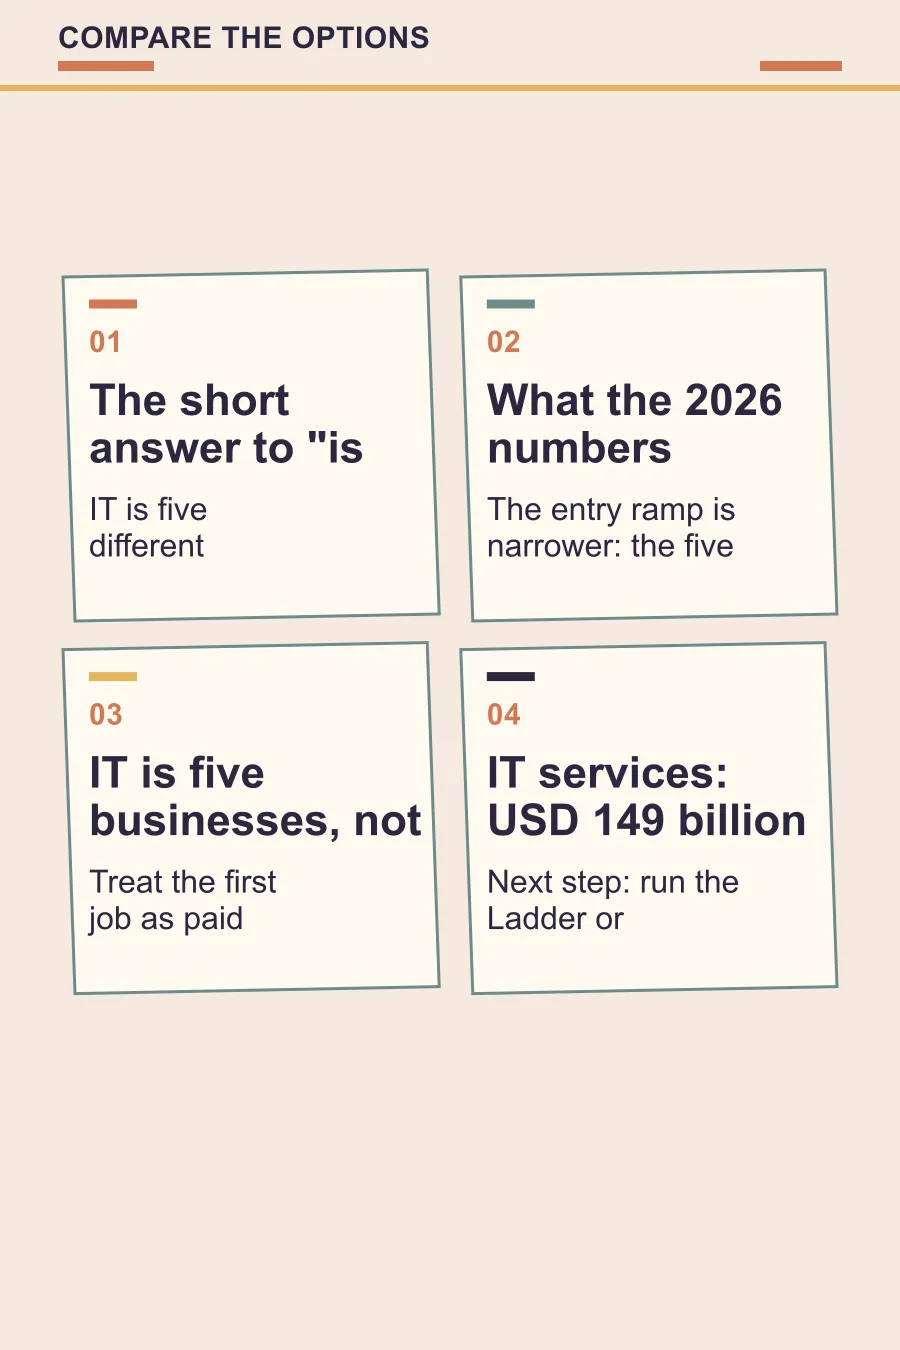 COMPARE THE OPTIONS
01
The short
answer to "is
IT is five
different
02
What the 2026
numbers
The entry ramp is
narrower: the five
03
IT is five
businesses, not
Treat the first
job as paid
04
IT services:
USD 149 billion
Next step: run the
Ladder or